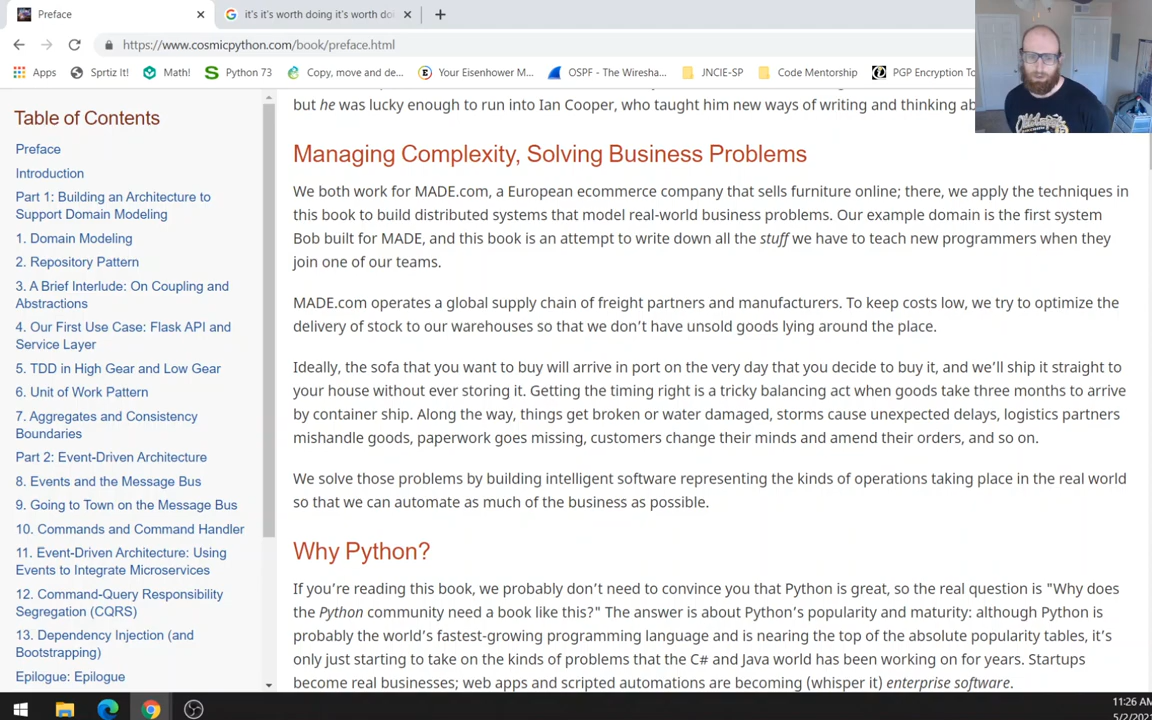 Preface
it's it's worth doing it's worth do
https://www.cosmicpython.com/book/preface.html
Apps
Sprtiz It!
Math!
Python 73
Copy, move and de...
Your Eisenhower M...
OSPF - The Wiresha...
JNCIE-SP
Code Mentorship
PGP Encryption To
Table of Contents
Preface
Introduction
Part 1: Building an Architecture to
Support Domain Modeling
1. Domain Modeling
2. Repository Pattern
3. A Brief Interlude: On Coupling and
Abstractions
4. Our First Use Case: Flask API and
Service Layer
5. TDD in High Gear and Low Gear
6. Unit of Work Pattern
7. Aggregates and Consistency
Boundaries
Part 2: Event-Driven Architecture
8. Events and the Message Bus
9. Going to Town on the Message Bus
10. Commands and Command Handler
11. Event-Driven Architecture: Using
Events to Integrate Microservices
12. Command-Query Responsibility
Segregation (CQRS)
13. Dependency Injection (and
Bootstrapping)
Epilogue: Epilogue
but he was lucky enough to run into Ian Cooper, who taught him new ways of writing and thinking
Managing Complexity, Solving Business Problems
We both work for MADE.com, a European ecommerce company that sells furniture online; there, we apply the techniques in
this book to build distributed systems that model real-world business problems. Our example domain is the first system
Bob built for MADE, and this book is an attempt to write down all the stuff we have to teach new programmers when they
join one of our teams.
MADE.com operates a global supply chain of freight partners and manufacturers. To keep costs low, we try to optimize the
delivery of stock to our warehouses so that we don't have unsold goods lying around the place.
Ideally, the sofa that you want to buy will arrive in port on the very day that you decide to buy it, and we'll ship it straight to
your house without ever storing it. Getting the timing right is a tricky balancing act when goods take three months to arrive
by container ship. Along the way, things get broken or water damaged, storms cause unexpected delays, logistics partners
mishandle goods, paperwork goes missing, customers change their minds and amend their orders, and so on.
We solve those problems by building intelligent software representing the kinds of operations taking place in the real world
so that we can automate as much of the business as possible.
Why Python?
If you're reading this book, we probably don't need to convince you that Python is great, so the real question is "Why does
the Python community need a book like this?" The answer is about Python's popularity and maturity: although Python is
probably the world's fastest-growing programming language and is nearing the top of the absolute popularity tables, it's
only just starting to take on the kinds of problems that the C# and Java world has been working on for years. Startups
become real businesses; web apps and scripted automations are becoming (whisper it) enterprise software.
11:26 AM